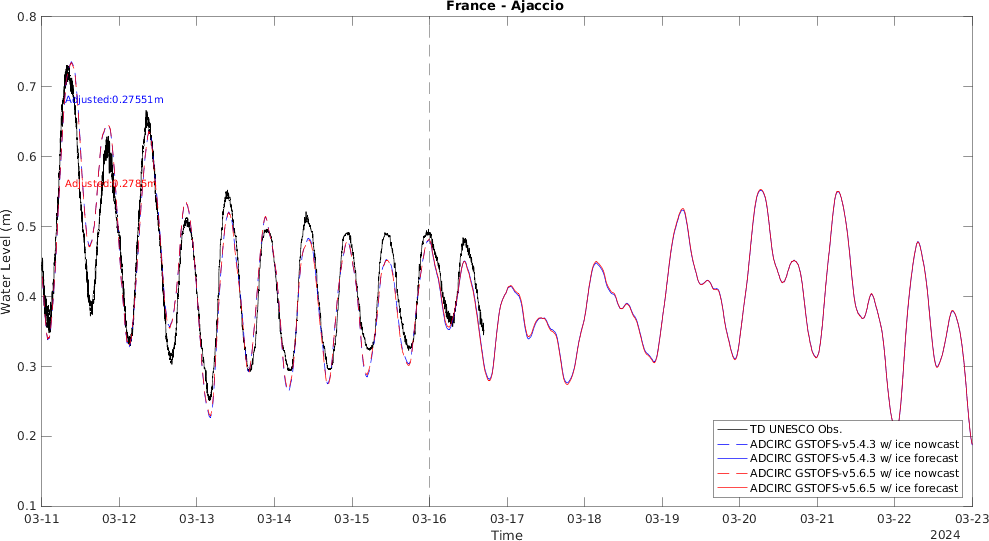 France - Ajaccio
Water Level (m)
0.8
0.7
0.6
0.5
0.4
0.3
0.2
0.1
Adjusted:0.27551m
Adjusted:0.2785m
TD UNESCO Obs.
ADCIRC GSTOFS-v5.4.3 w/ ice nowcast
ADCIRC GSTOFS-v5.4.3 w/ ice forecast
ADCIRC GSTOFS-v5.6.5 w/ ice nowcast
ADCIRC GSTOFS-v5.6.5 w/ ice forecast
03-11 03-12 03-13 03-14 03-15 03-16 03-17 03-18 03-19 03-20 03-21 03-22 03-23
Time
2024